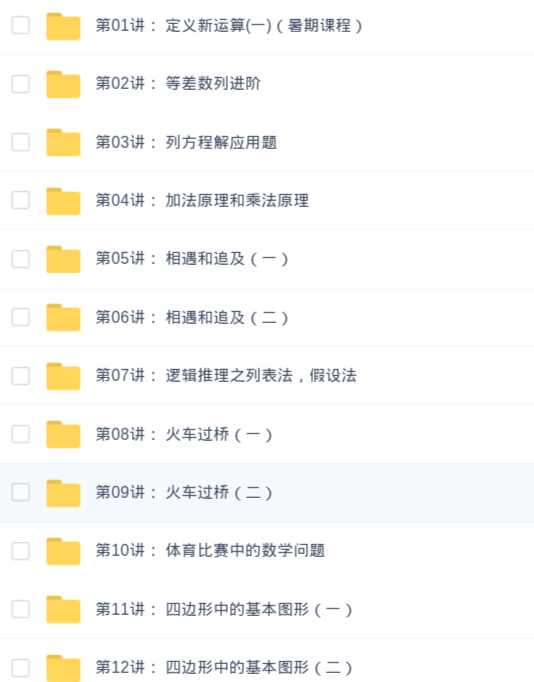 第01讲：定义新运算(一)（暑期课程）
第02讲：等差数列进阶
第03讲：列方程解应用题
第04讲：加法原理和乘法原理
第05讲：相遇和追及（一）
第06讲：相遇和追及（二）
第07讲：逻辑推理之列表法，假设法
第08讲：火车过桥（一）
第09讲：火车过桥（二）
第10讲：体育比赛中的数学问题
第11讲：四边形中的基本图形（一）
第12讲：四边形中的基本图形（二）